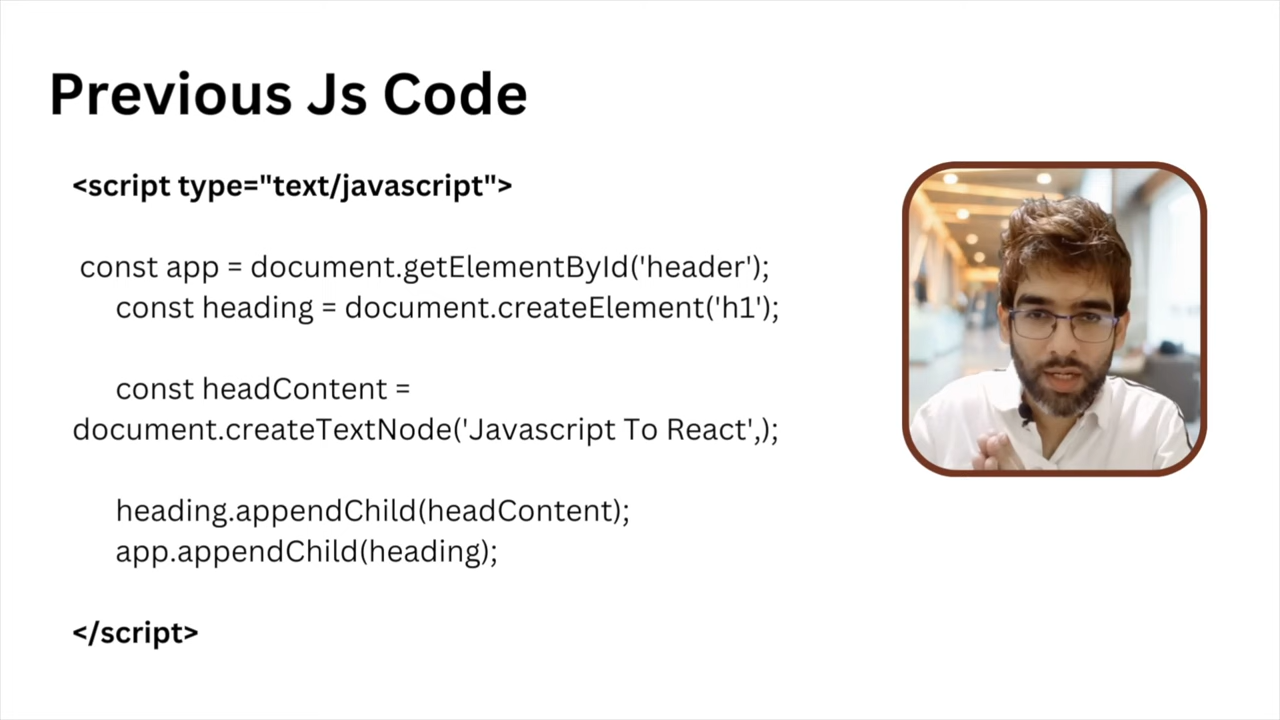 Previous Js Code
<script type="text/javascript">
const app = document.getElementById('header');
const heading = document.createElement('h1');
const headContent =
document.createTextNode('Javascript To React',);
heading.appendChild(headContent);
app.appendChild(heading);
</script>